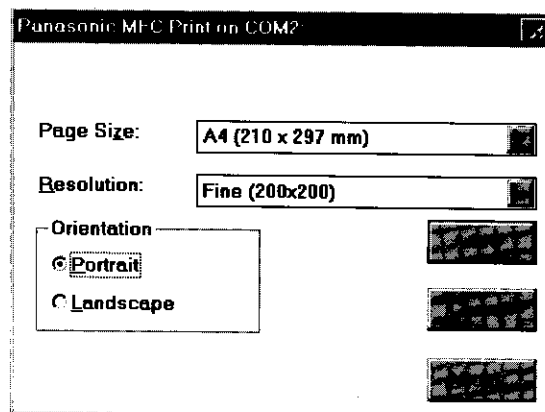 Panasonic MFC Print on COM2:
Page Size:
A4 (210 x 297 mm)
Resolution:
Fine (200x200)
Orientation
Portrait
Landscape